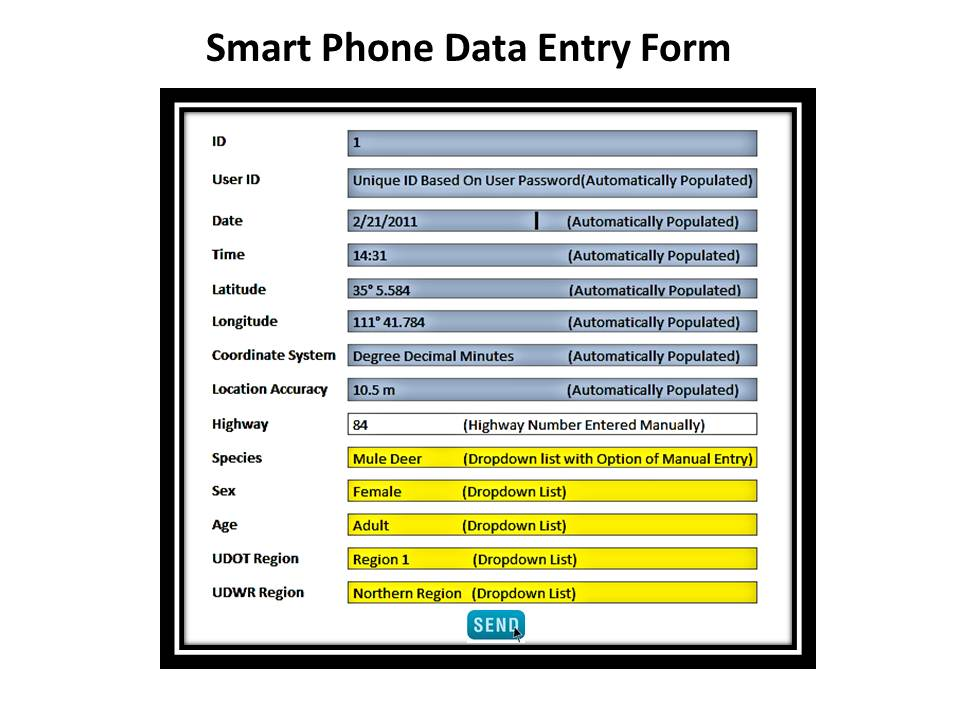 Smart Phone Data Entry Form
ID 1
User ID Unique ID Based On User Password(Automatically Populated)
Date 2/21/2011 (Automatically Populated)
Time 14:31 (Automatically Populated)
Latitude 35° 5.584 (Automatically Populated)
Longitude 111° 41.784 (Automatically Populated)
Coordinate System Degree Decimal Minutes (Automatically Populated)
Location Accuracy 10.5 m (Automatically Populated)
Highway 84 (Highway Number Entered Manually)
Species Mule Deer (Dropdown list with Option of Manual Entry)
Sex Female (Dropdown List)
Age Adult (Dropdown List)
UDOT Region Region 1 (Dropdown List)
UDWR Region Northern Region (Dropdown List)
SEND